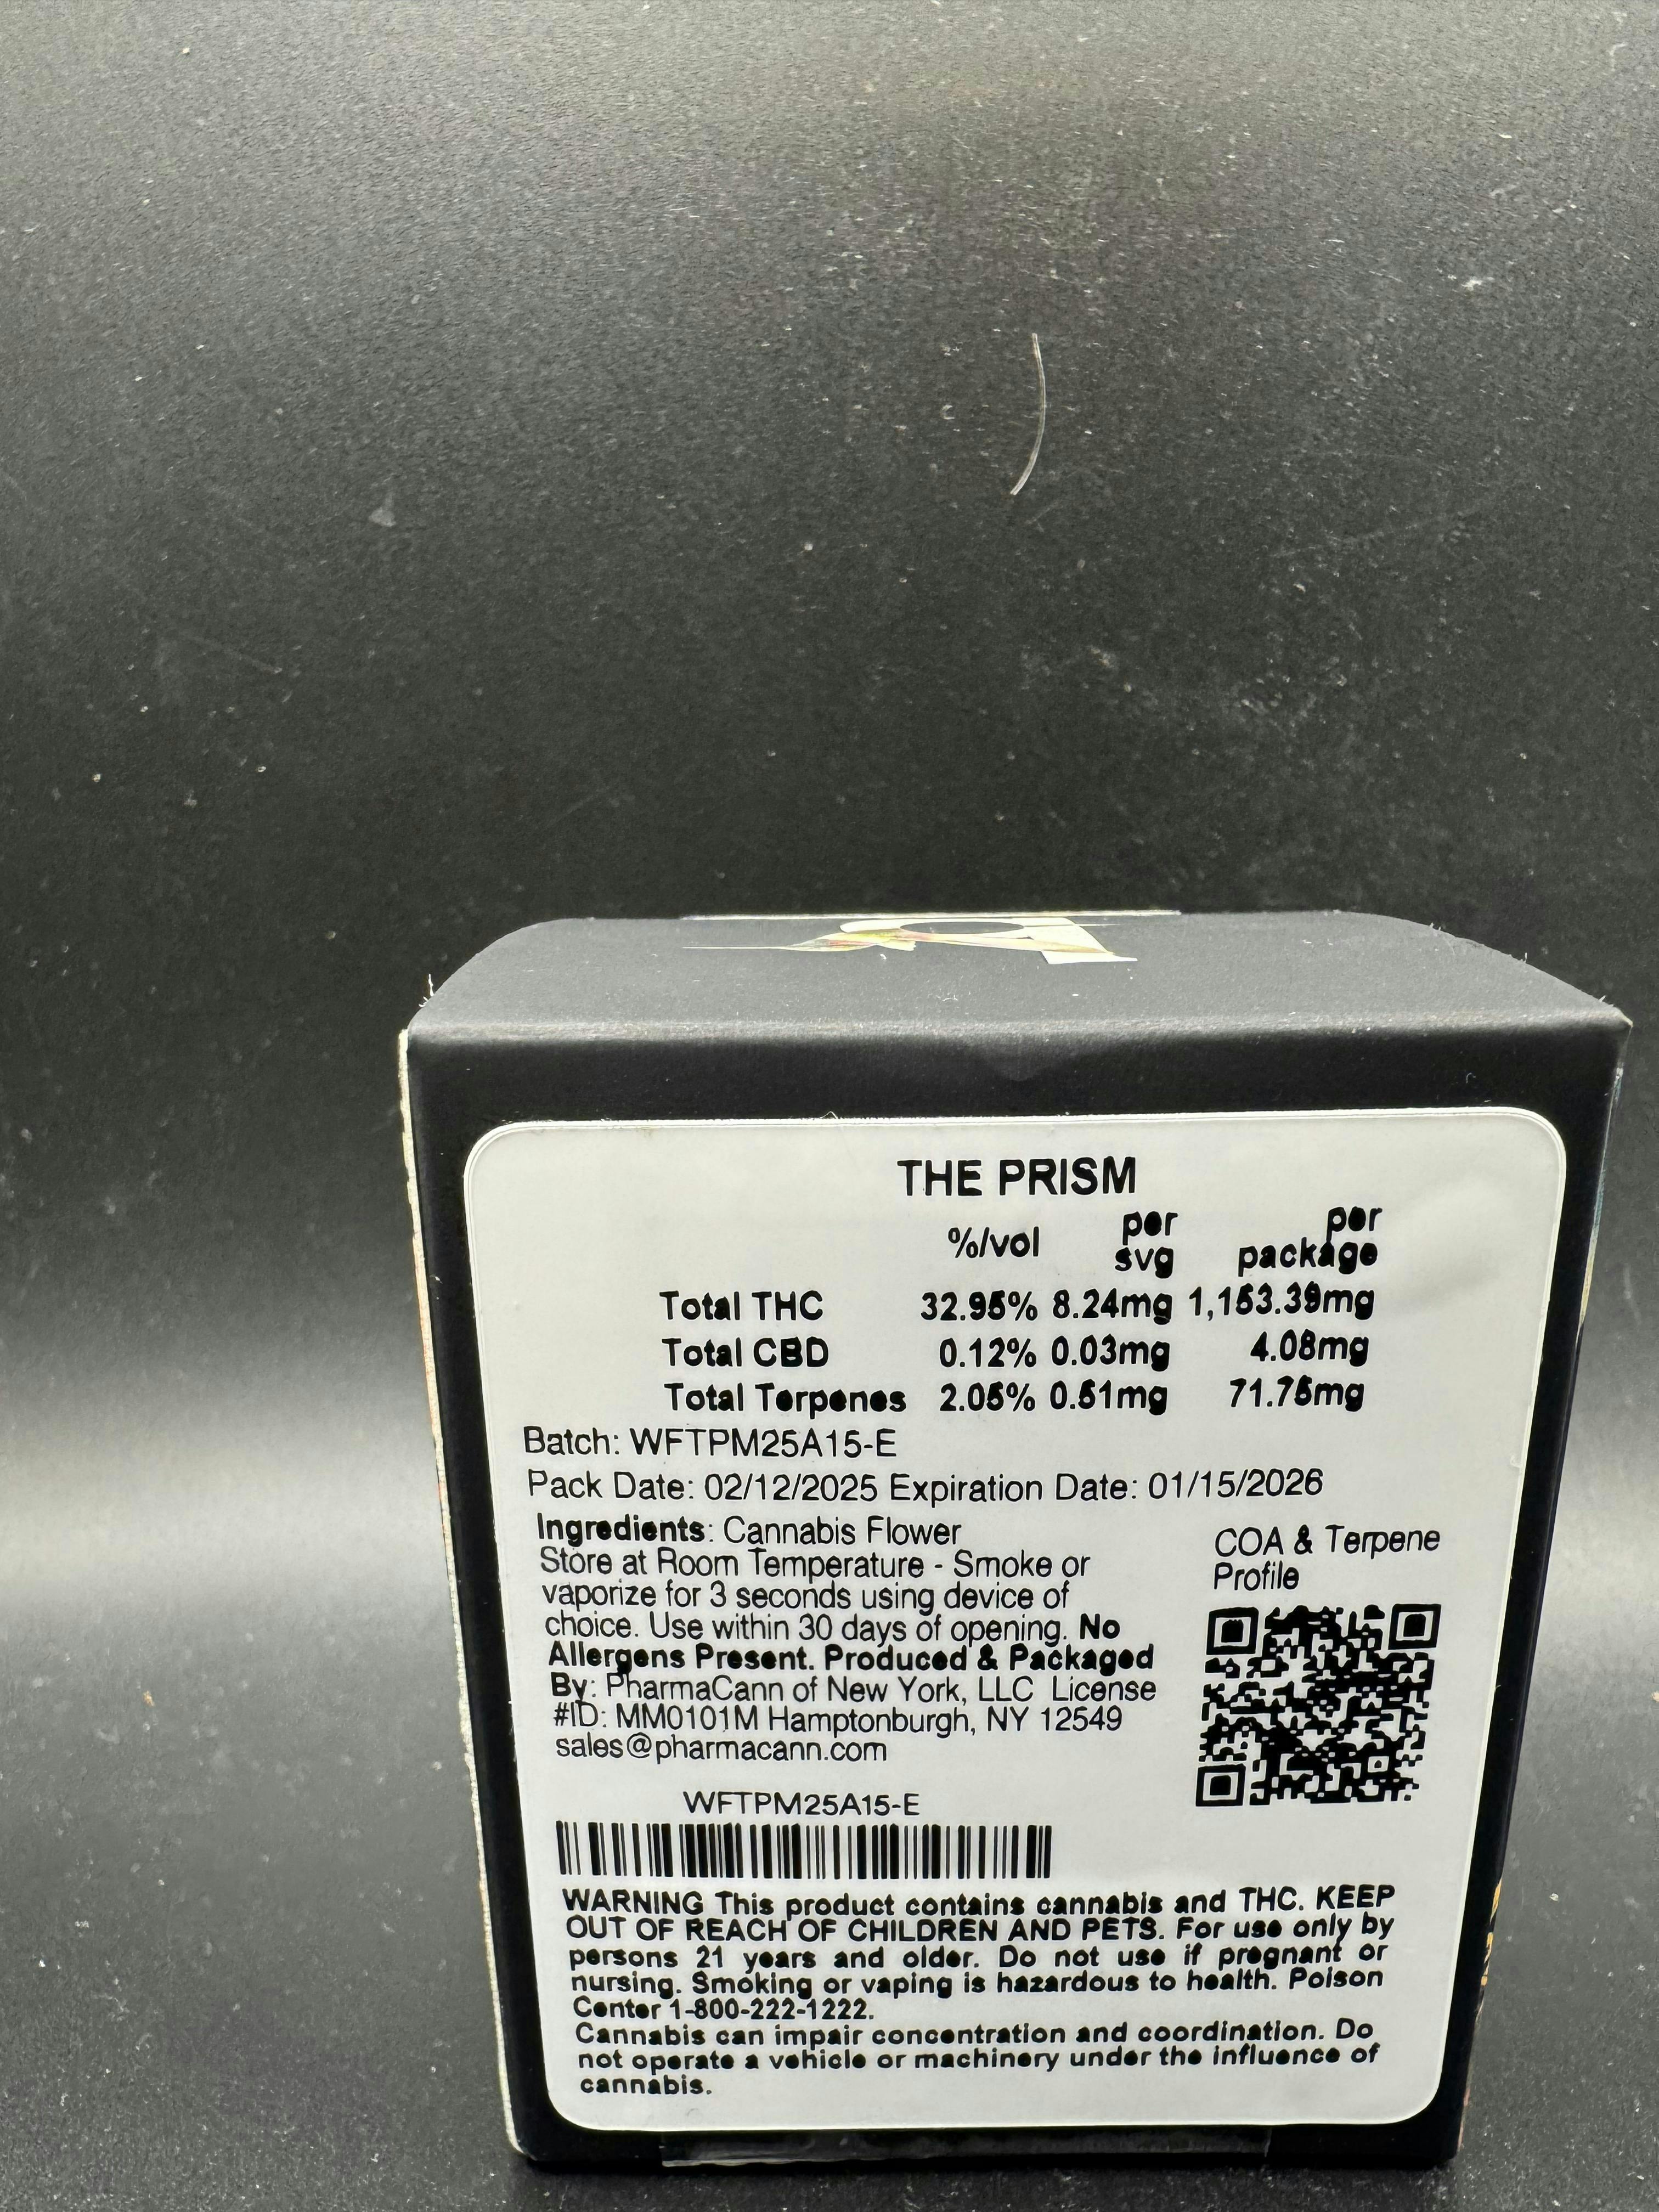 THE PRISM
%/vol per svg per package
Total THC 32.95% 8.24mg 1,153.39mg
Total CBD 0.12% 0.03mg 4.08mg
Total Terpenes 2.05% 0.51mg 71.75mg
Batch: WFTPM25A15-E
Pack Date: 02/12/2025 Expiration Date: 01/15/2026
Ingredients: Cannabis Flower
Store at Room Temperature - Smoke or
vaporize for 3 seconds using device of
choice. Use within 30 days of opening. No
Allergens Present. Produced & Packaged
By: PharmaCann of New York, LLC License
#ID: MM0101M Hamptonburgh, NY 12549
sales@pharmacann.com
COA & Terpene
Profile
WFTPM25A15-E
WARNING This product contains cannabis and THC. KEEP
OUT OF REACH OF CHILDREN AND PETS. For use only by
persons 21 years and older. Do not use if pregnant or
nursing. Smoking or vaping is hazardous to health. Poison
Center 1-800-222-1222.
Cannabis can impair concentration and coordination. Do
not operate a vehicle or machinery under the influence of
cannabis.